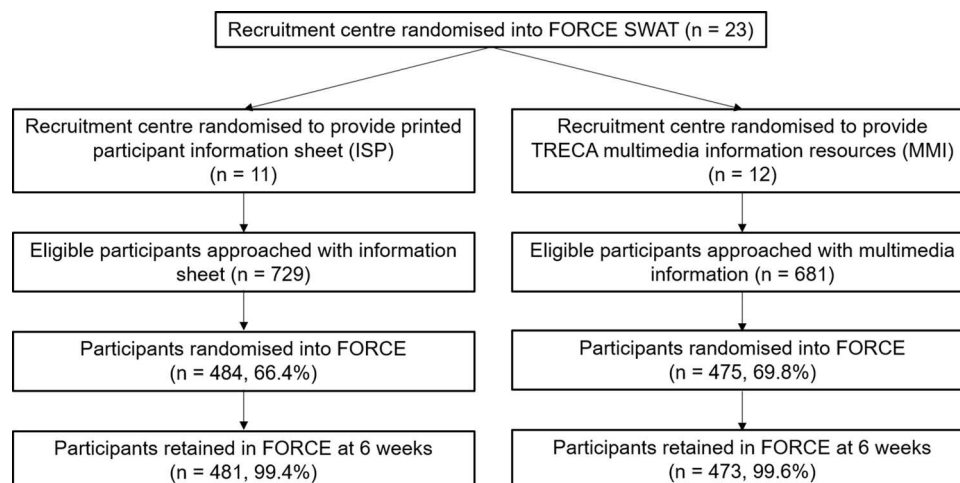 Recruitment centre randomised into FORCE SWAT (n = 23)
Recruitment centre randomised to provide printed
participant information sheet (ISP)
(n = 11)
Recruitment centre randomised to provide
TRECA multimedia information resources (MMI)
(n = 12)
Eligible participants approached with information
sheet (n = 729)
Eligible participants approached with multimedia
information (n = 681)
Participants randomised into FORCE
(n = 484, 66.4%)
Participants randomised into FORCE
(n = 475, 69.8%)
Participants retained in FORCE at 6 weeks
(n = 481, 99.4%)
Participants retained in FORCE at 6 weeks
(n = 473, 99.6%)